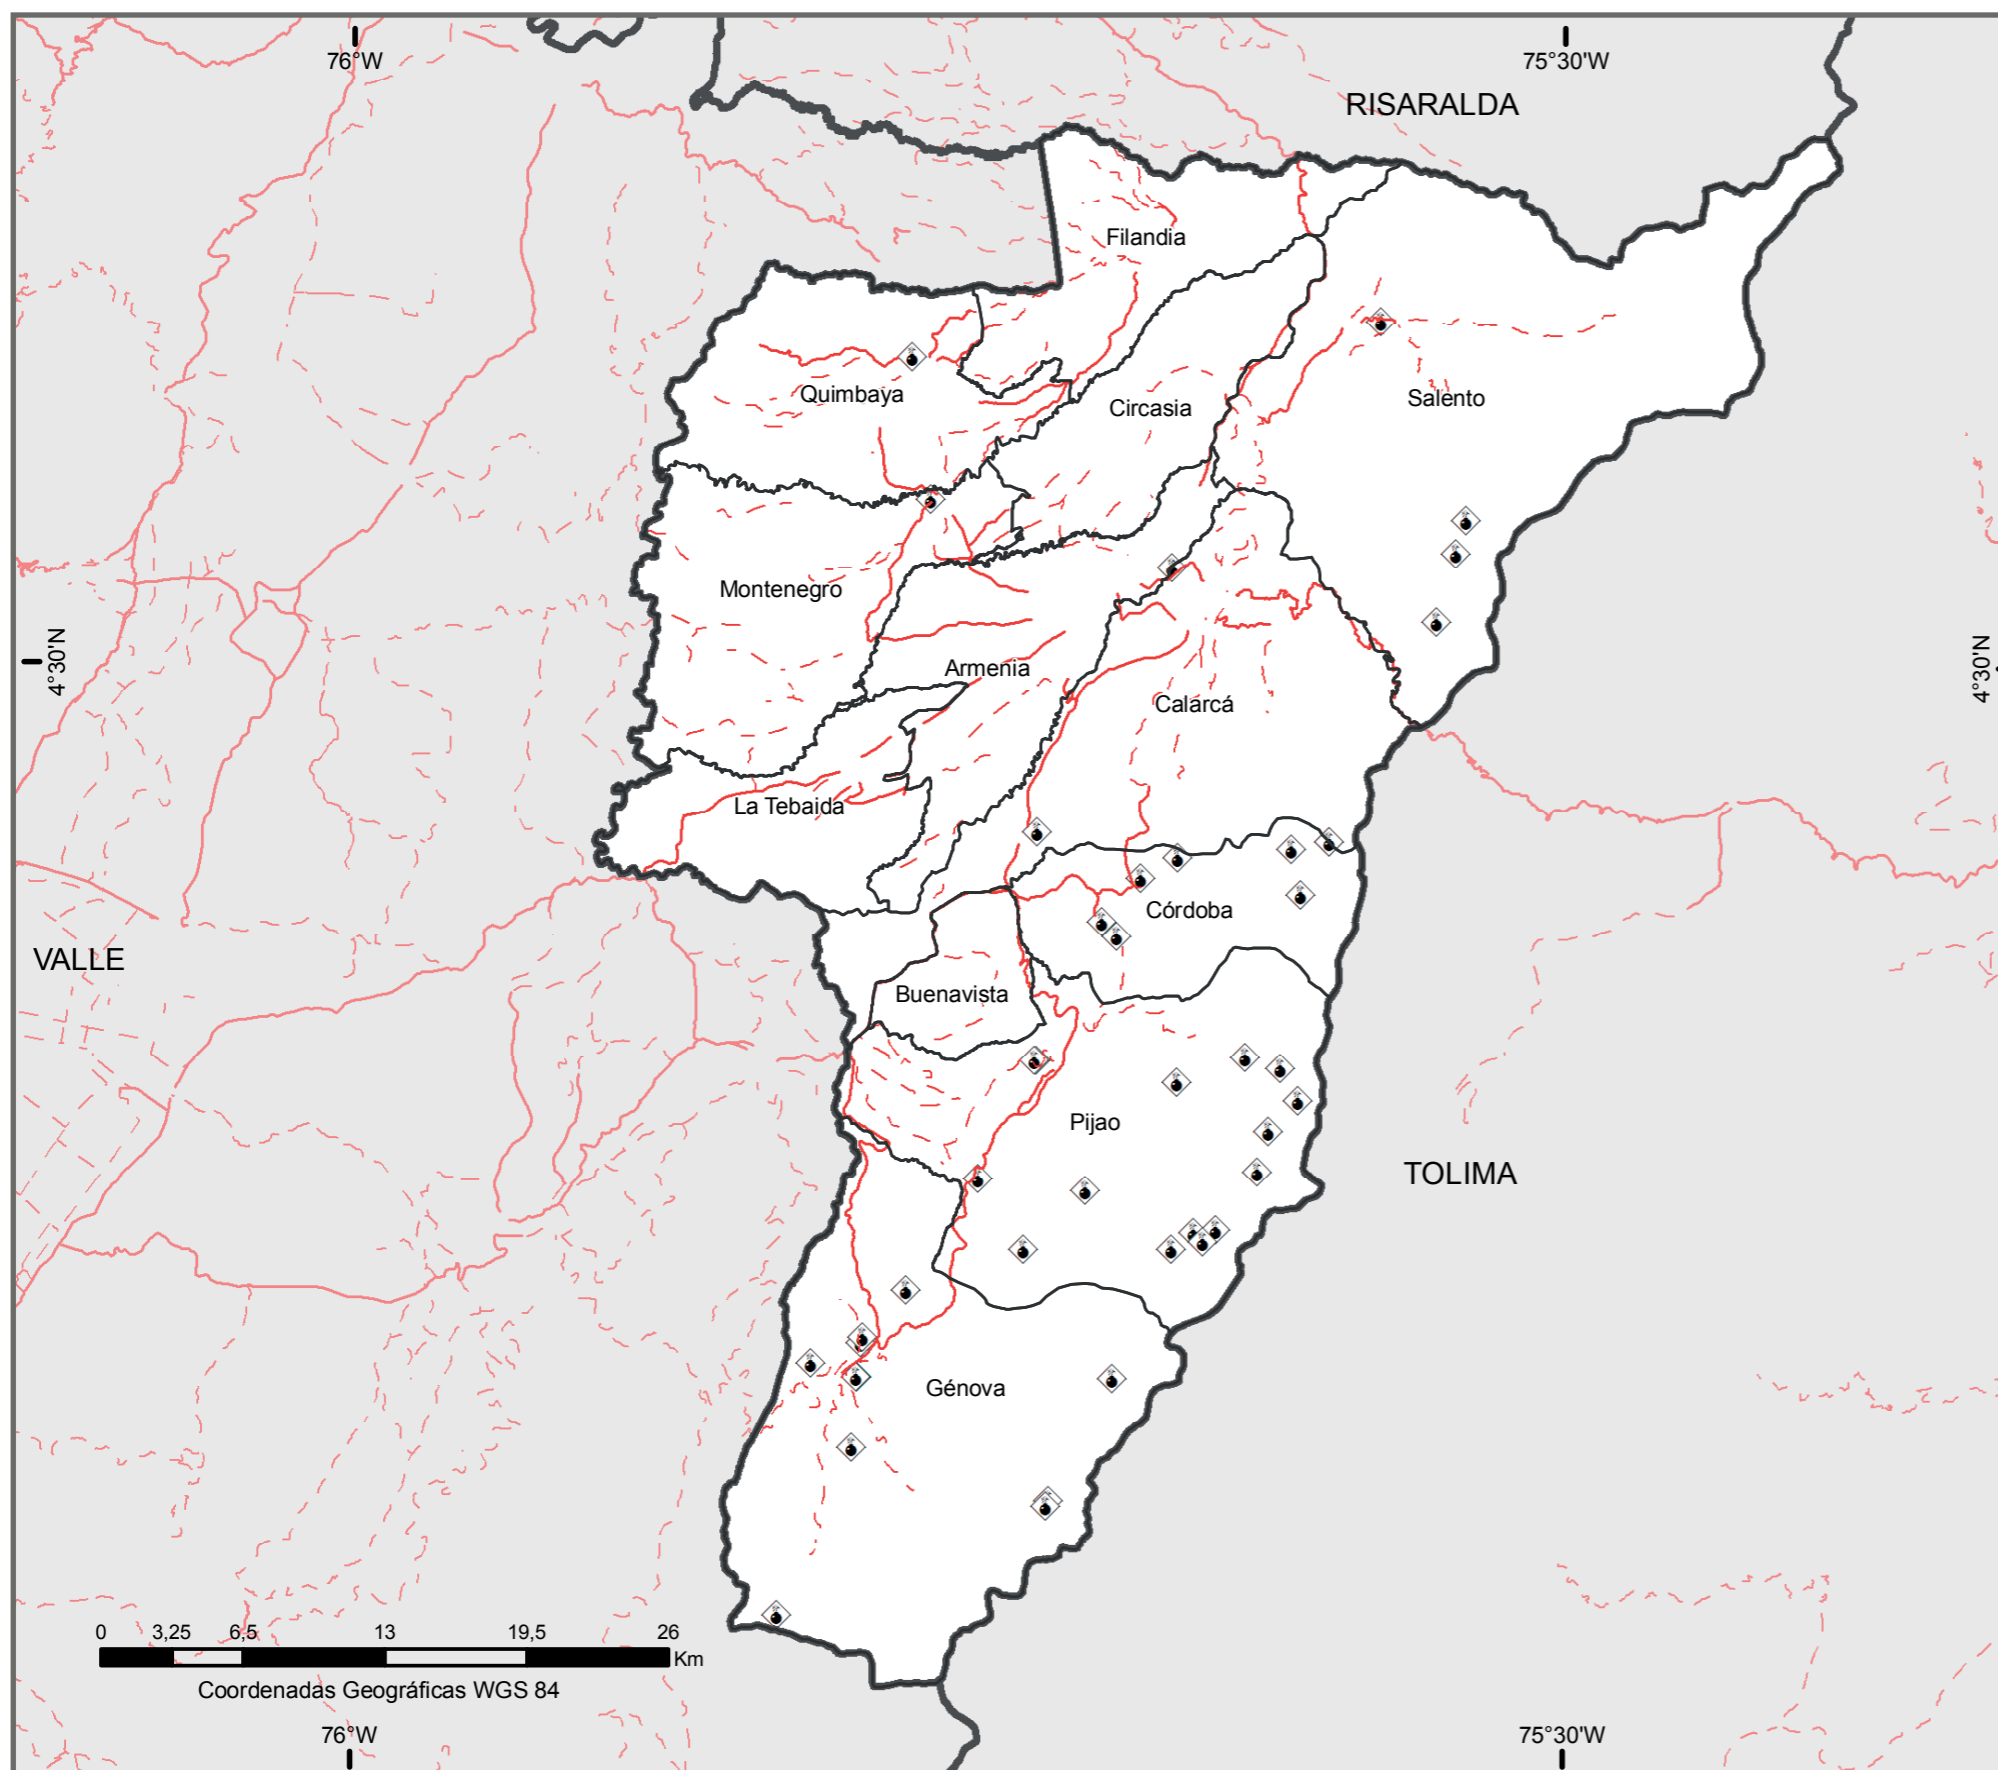 76°W
75°30'W
RISARALDA
Filandia
Quimbaya
Circasia
Salento
Montenegro
4°30'N
4°30'N
Armenia
Calarcá
La Tebaida
Córdoba
VALLE
Buenavista
Pijao
TOLIMA
Génova
0 3,25 6,5 13 19,5 26
Km
Coordenadas Geográficas WGS 84
76°W
75°30'W